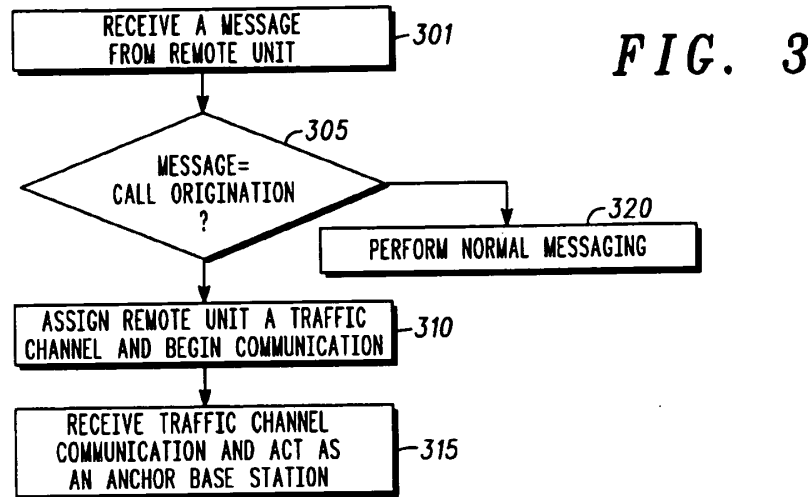 FIG. 3
RECEIVE A MESSAGE
FROM REMOTE UNIT
301
305
MESSAGE=
CALL ORIGINATION
?
320
PERFORM NORMAL MESSAGING
ASSIGN REMOTE UNIT A TRAFFIC
CHANNEL AND BEGIN COMMUNICATION
310
RECEIVE TRAFFIC CHANNEL
COMMUNICATION AND ACT AS
AN ANCHOR BASE STATION
315